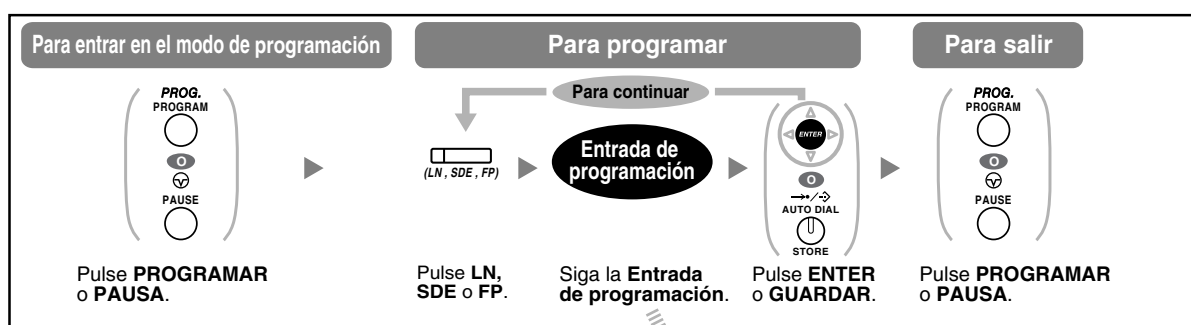 Para entrar en el modo de programación
Para programar
Para salir
PROG.
PROGRAM
O
PAUSE
Pulse PROGRAMAR
o PAUSA.
Para continuar
(LN , SDE , FP)
Pulse LN,
SDE o FP.
Entrada de
programación
Siga la Entrada
de programación.
ENTER
O
AUTO DIAL
STORE
Pulse ENTER
o GUARDAR.
PROG.
PROGRAM
O
PAUSE
Pulse PROGRAMAR
o PAUSA.